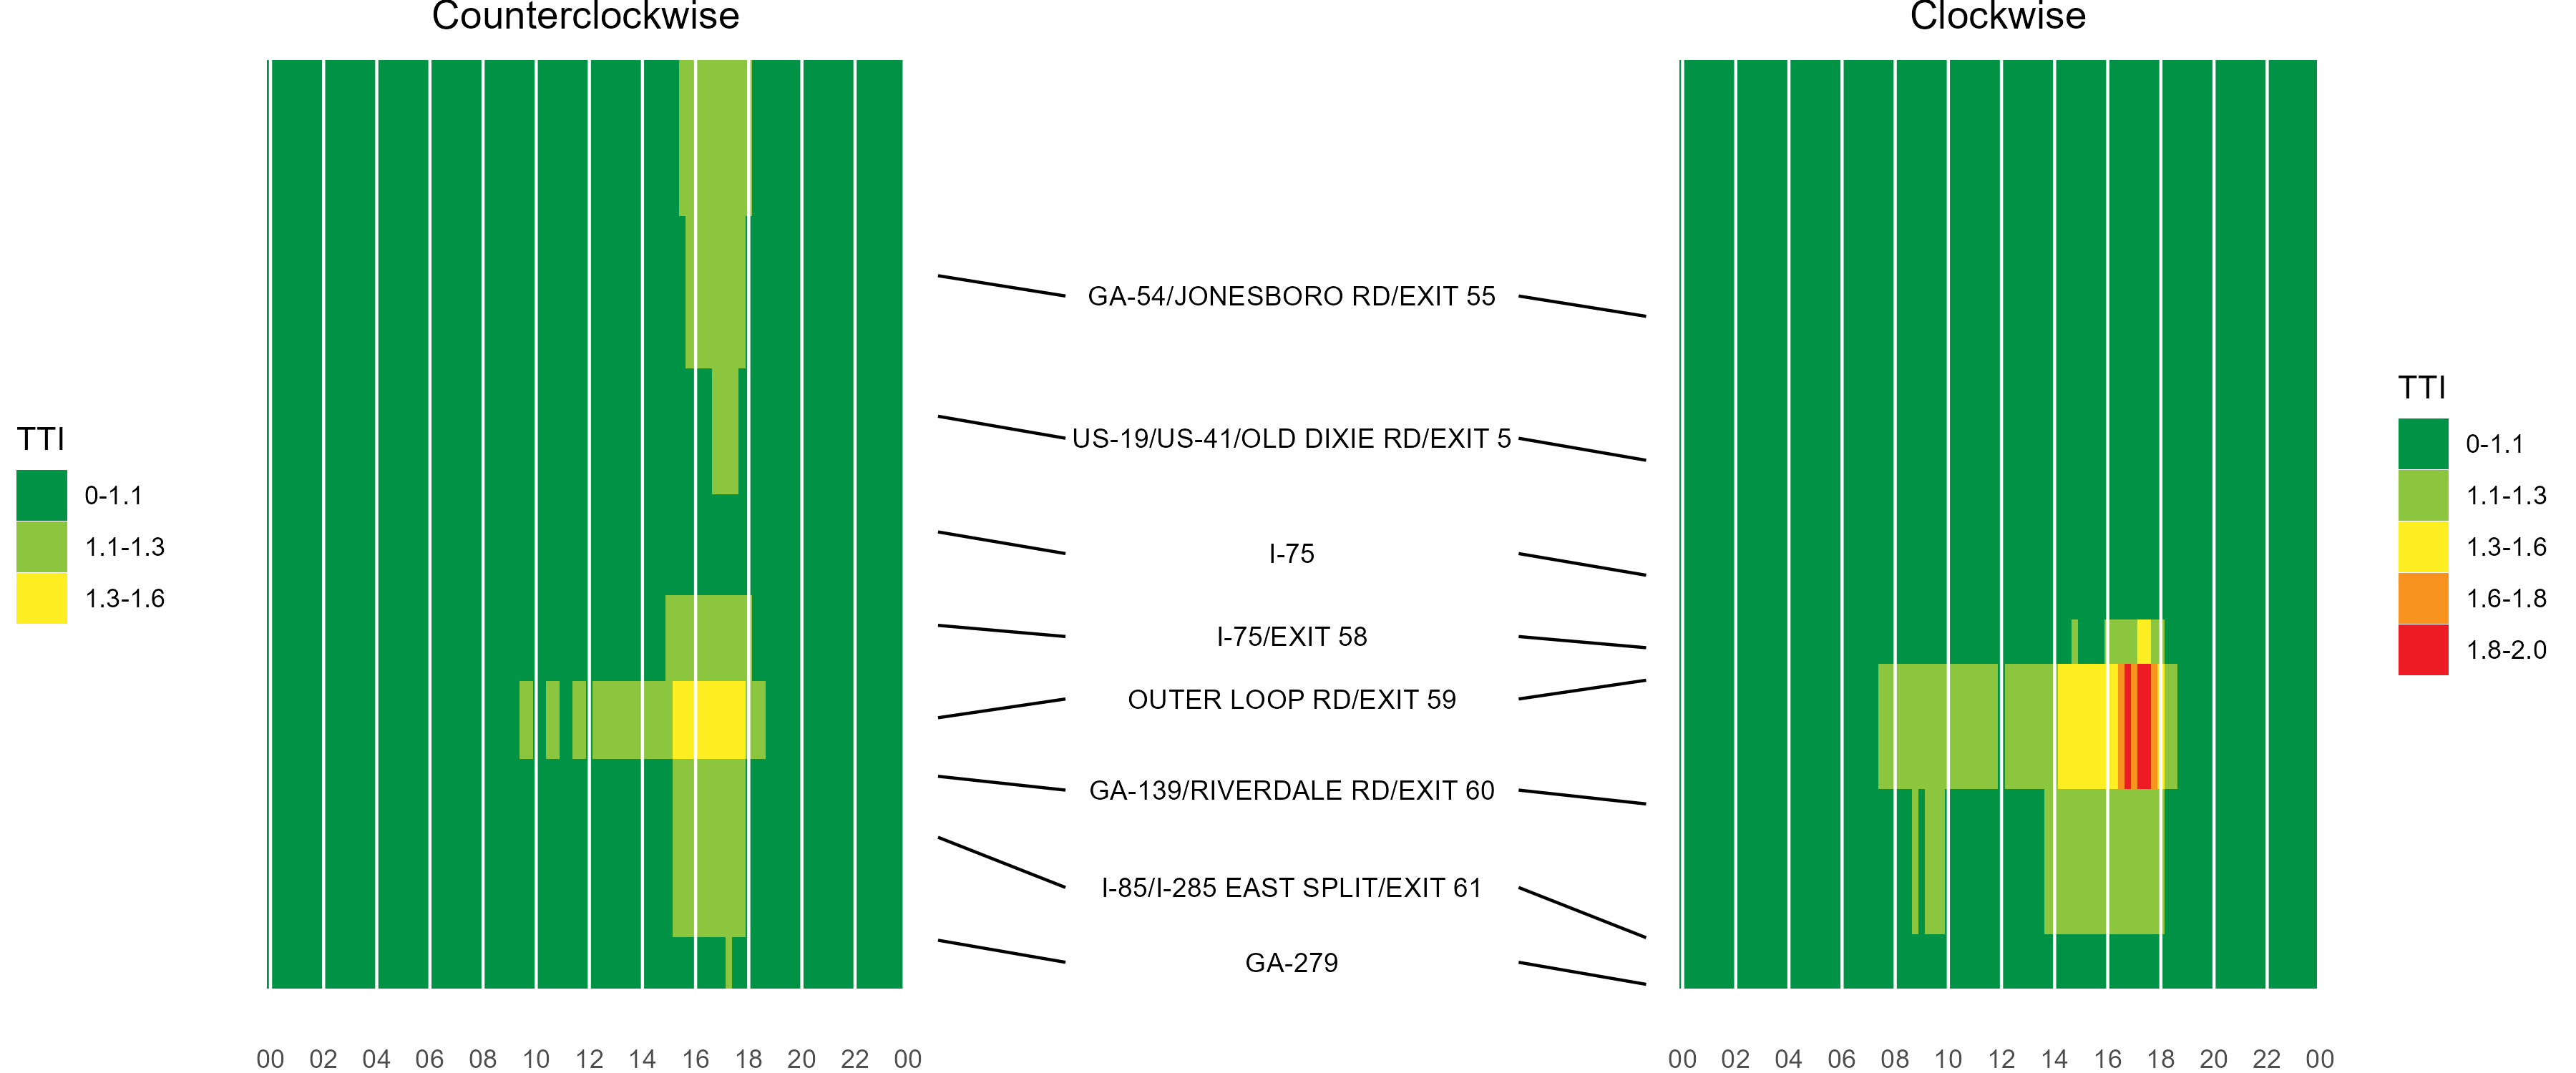 Counterclockwise
Clockwise
TTI
0-1.1
1.1-1.3
1.3-1.6
GA-54/JONESBORO RD/EXIT 55
US-19/US-41/OLD DIXIE RD/EXIT 5
I-75
I-75/EXIT 58
OUTER LOOP RD/EXIT 59
GA-139/RIVERDALE RD/EXIT 60
I-85/I-285 EAST SPLIT/EXIT 61
GA-279
TTI
0-1.1
1.1-1.3
1.3-1.6
1.6-1.8
1.8-2.0
00 02 04 06 08 10 12 14 16 18 20 22 00
00 02 04 06 08 10 12 14 16 18 20 22 00